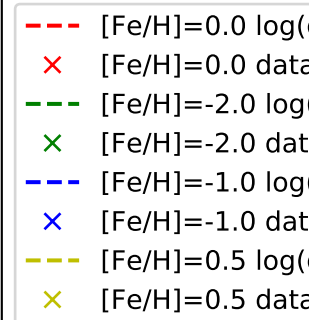 [Fe/H]=0.0 log(
[Fe/H]=0.0 data
[Fe/H]=-2.0 log(
[Fe/H]=-2.0 data
[Fe/H]=-1.0 log(
[Fe/H]=-1.0 dat
[Fe/H]=0.5 log(
[Fe/H]=0.5 data